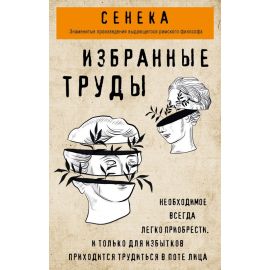 СЕНЕКА
Знаменитые произведения выдающегося римского философа
ИЗБРАННЫЕ
ТРУДЫ
НЕОБХОДИМОЕ
ВСЕГДА
ЛЕГКО ПРИОБРЕСТИ,
И ТОЛЬКО ДЛЯ ИЗБЫТКОВ
ПРИХОДИТСЯ ТРУДИТЬСЯ В ПОТЕ ЛИЦА